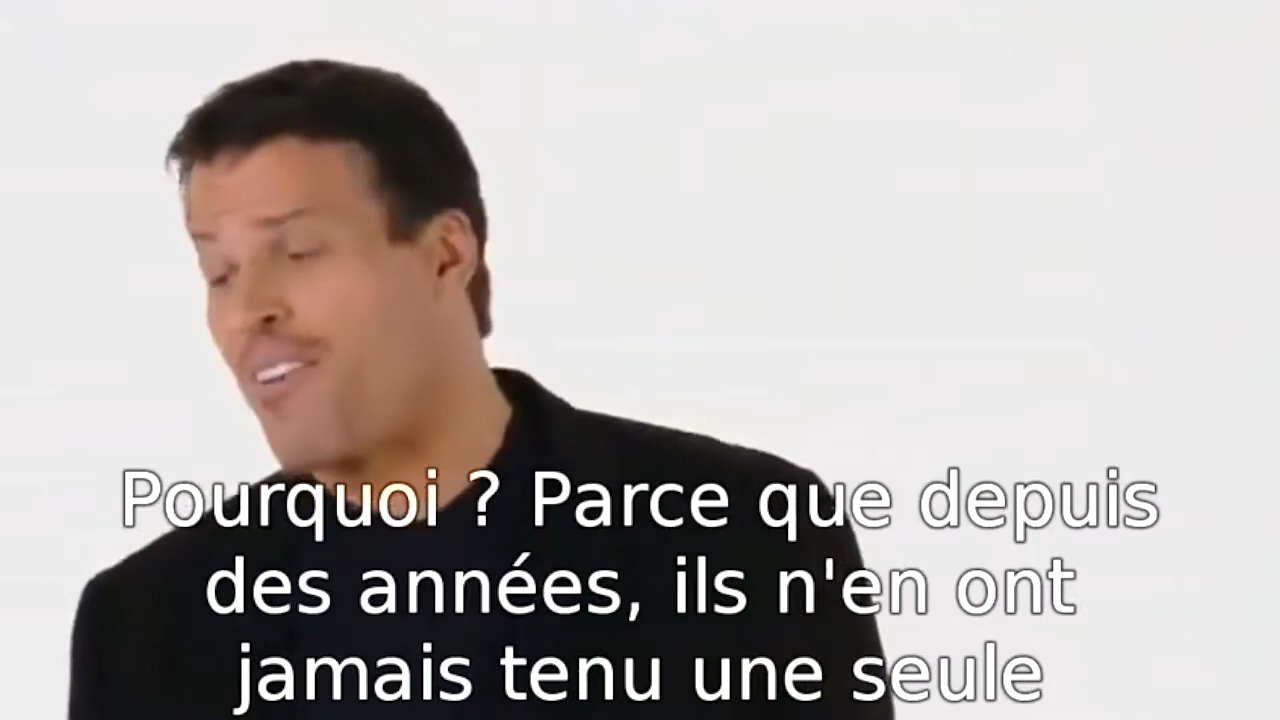 Pourquoi ? Parce que depuis
des années, ils n'en ont
jamais tenu une seule